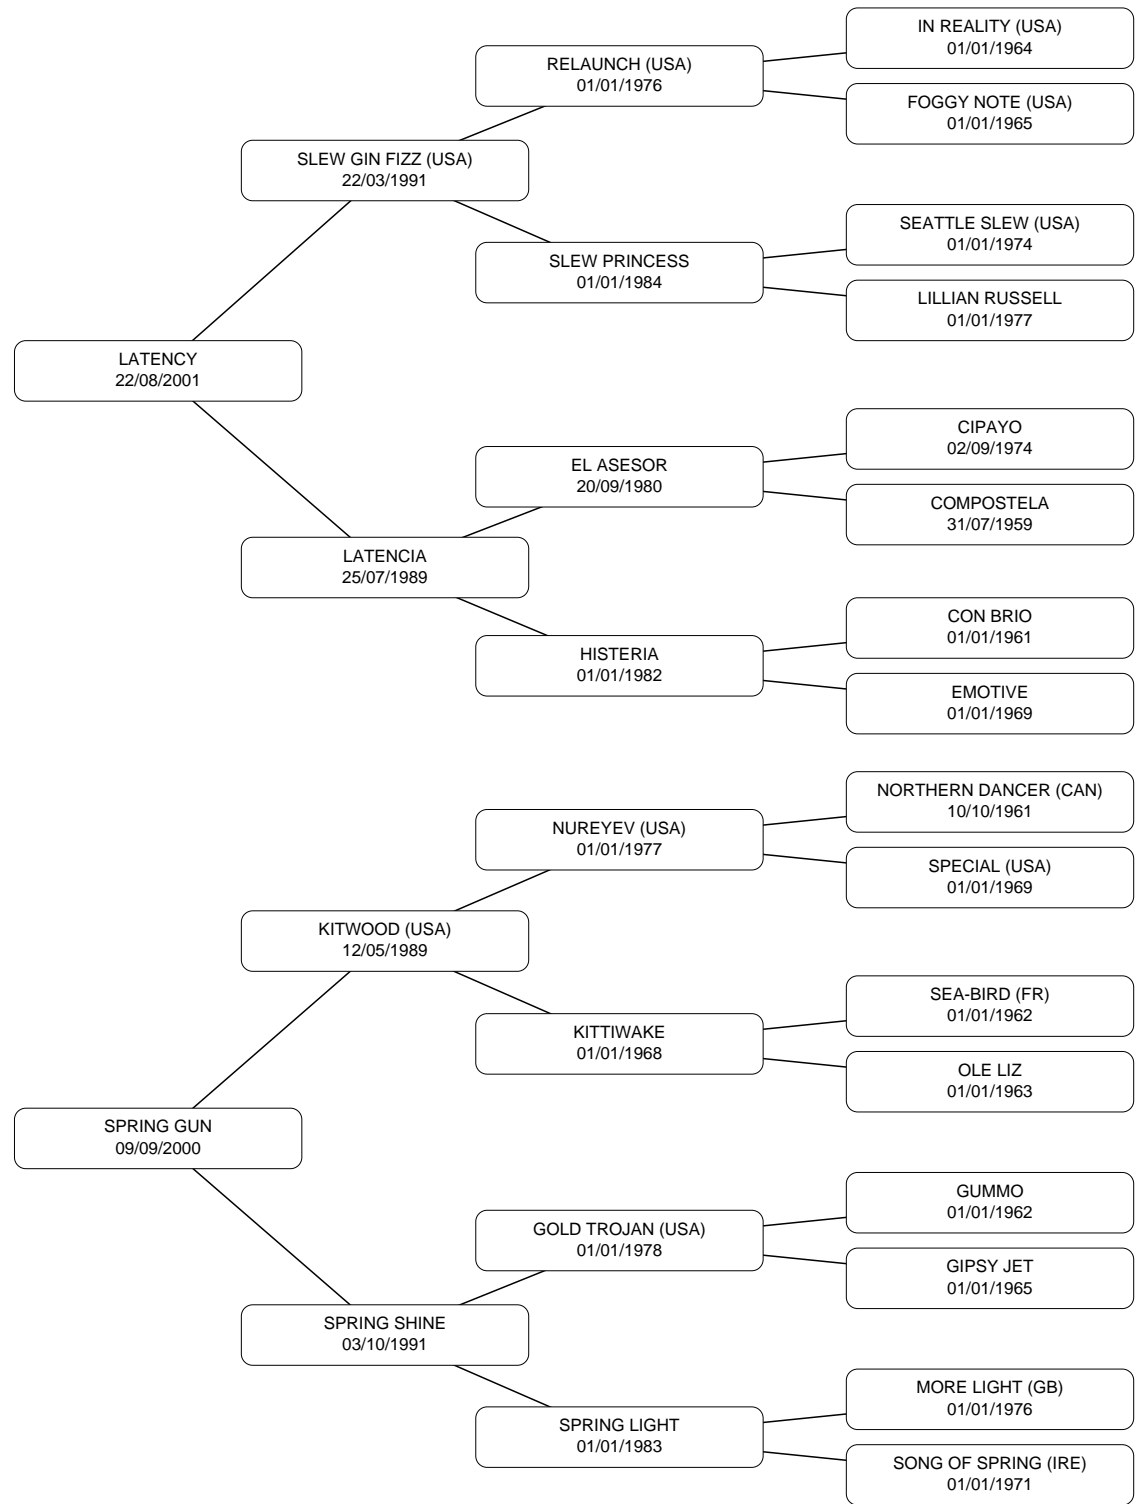 IN REALITY (USA)
01/01/1964
RELAUNCH (USA)
01/01/1976
FOGGY NOTE (USA)
01/01/1965
SLEW GIN FIZZ (USA)
22/03/1991
SEATTLE SLEW (USA)
01/01/1974
SLEW PRINCESS
01/01/1984
LILLIAN RUSSELL
01/01/1977
LATENCY
22/08/2001
CIPAYO
02/09/1974
EL ASESOR
20/09/1980
COMPOSTELA
31/07/1959
LATENCIA
25/07/1989
CON BRIO
01/01/1961
HISTERIA
01/01/1982
EMOTIVE
01/01/1969
NORTHERN DANCER (CAN)
10/10/1961
NUREYEV (USA)
01/01/1977
SPECIAL (USA)
01/01/1969
KITWOOD (USA)
12/05/1989
SEA-BIRD (FR)
01/01/1962
KITTIWAKE
01/01/1968
OLE LIZ
01/01/1963
SPRING GUN
09/09/2000
GUMMO
01/01/1962
GOLD TROJAN (USA)
01/01/1978
GIPSY JET
01/01/1965
SPRING SHINE
03/10/1991
MORE LIGHT (GB)
01/01/1976
SPRING LIGHT
01/01/1983
SONG OF SPRING (IRE)
01/01/1971